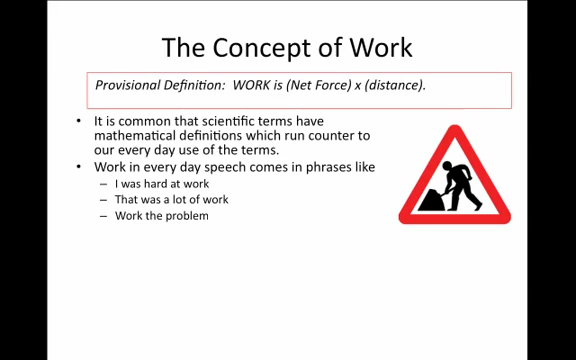 The Concept of Work
Provisional Definition: WORK is (Net Force) x (distance).
• It is common that scientific terms have
mathematical definitions which run counter to
our every day use of the terms.
• Work in every day speech comes in phrases like
– I was hard at work
– That was a lot of work
– Work the problem